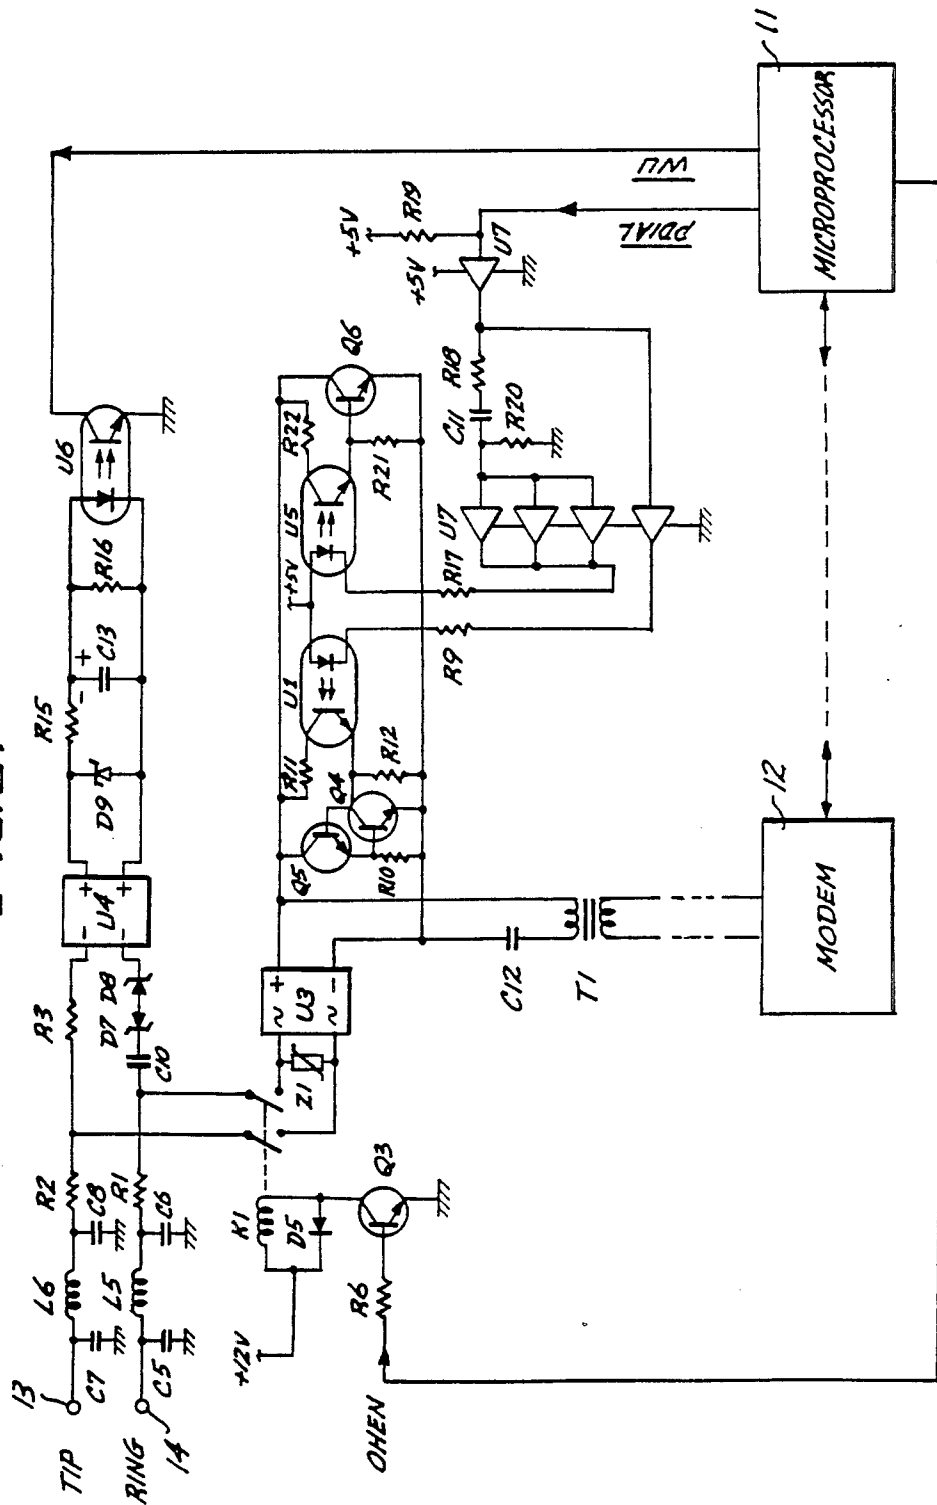 TIP
13
C7
L6
C8
R2
R3
U4
-
+
-
+
D9
R15
-
+
C13
R16
U6
RING
14
C5
L5
C6
R1
C10
D7
D8
+12V
K1
D5
Z1
U3
~
+
~
-
Q5
Q4
R10
R11
R12
U1
+5V
U5
R22
R21
Q6
OHEN
R6
Q3
C12
T1
R9
R17
U7
C11
R18
R20
+5V
+5V
R19
U7
PDIAL
WU
MODEM
12
MICROPROCESSOR
11